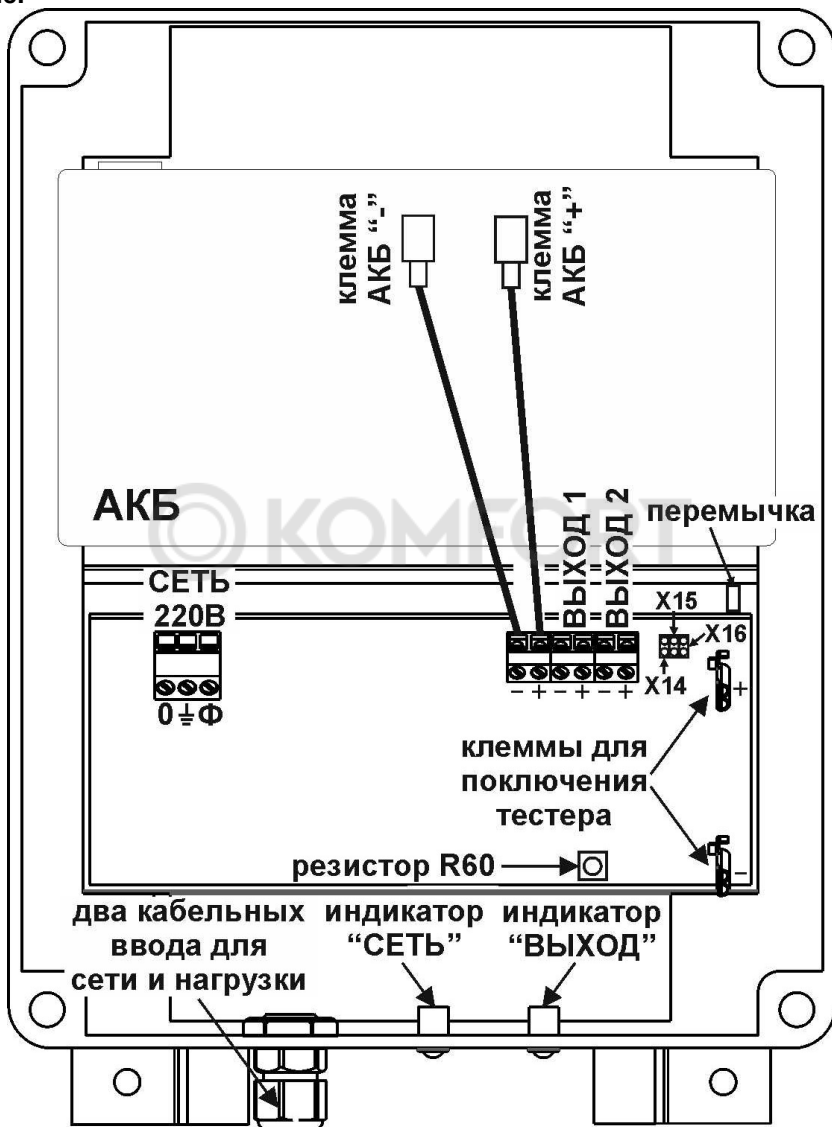 клемма
АКБ “-”
клемма
АКБ “+”
АКБ
KOMFORT
ВЫХОД 1
ВЫХОД 2
перемычка
СЕТЬ
220В
X15
X16
X14
- + - + - +
+
0 ⏚ Ф
клеммы для
поключения
тестера
резистор R60
-
два кабельных
ввода для
сети и нагрузки
индикатор
“СЕТЬ”
индикатор
“ВЫХОД”